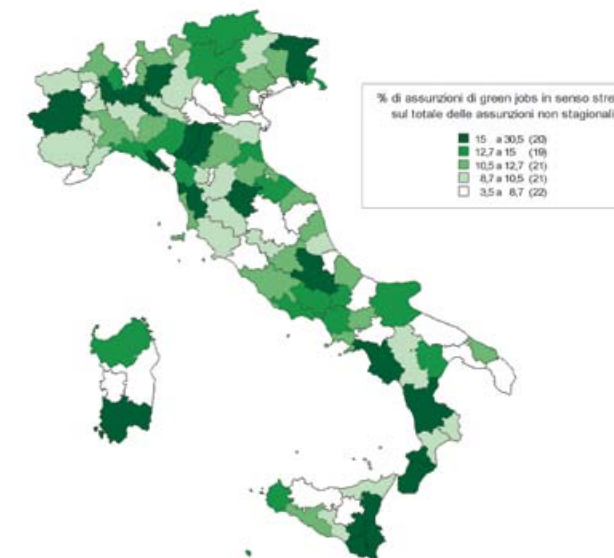 % di assunzioni di green jobs in senso stre
sul totale delle assunzioni non stagionali
15 a 30,5 (20)
12,7 a 15 (19)
10,5 a 12,7 (21)
8,7 a 10,5 (21)
3,5 a 8,7 (22)